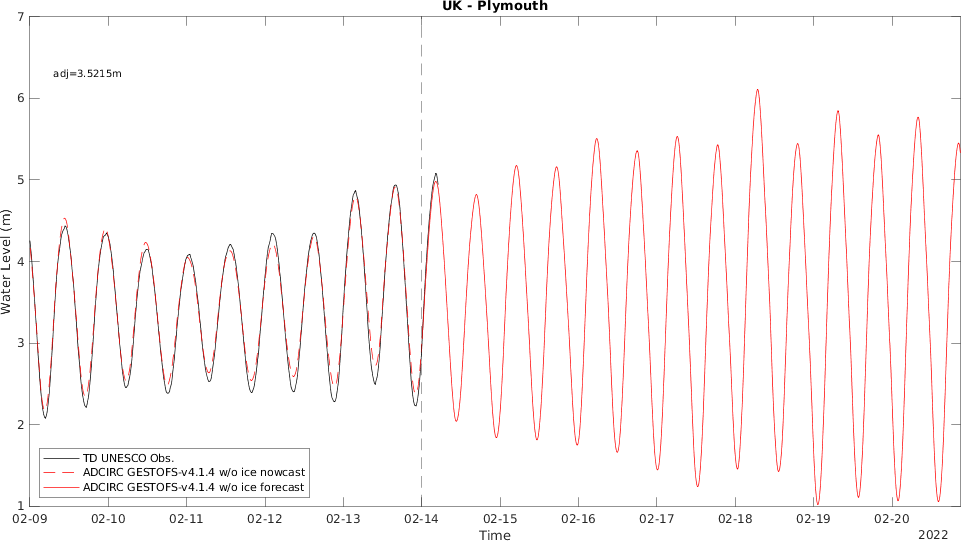 UK - Plymouth
7
adj=3.5215m
6
5
4
3
2
1
Water Level (m)
TD UNESCO Obs.
ADCIRC GESTOFS-v4.1.4 w/o ice nowcast
ADCIRC GESTOFS-v4.1.4 w/o ice forecast
02-09 02-10 02-11 02-12 02-13 02-14 02-15 02-16 02-17 02-18 02-19 02-20
Time
2022